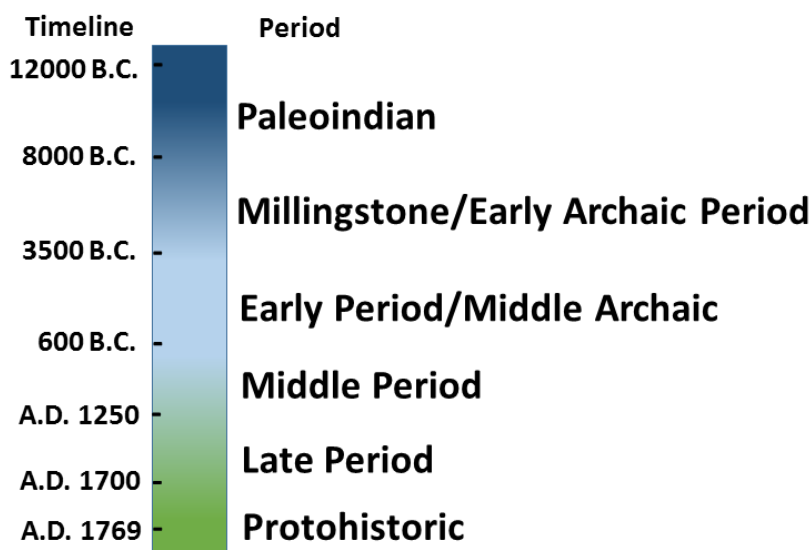 Timeline Period
12000 B.C.
Paleoindian
8000 B.C.
Millingstone/Early Archaic Period
3500 B.C.
Early Period/Middle Archaic
600 B.C.
Middle Period
A.D. 1250
Late Period
A.D. 1700
Protohistoric
A.D. 1769